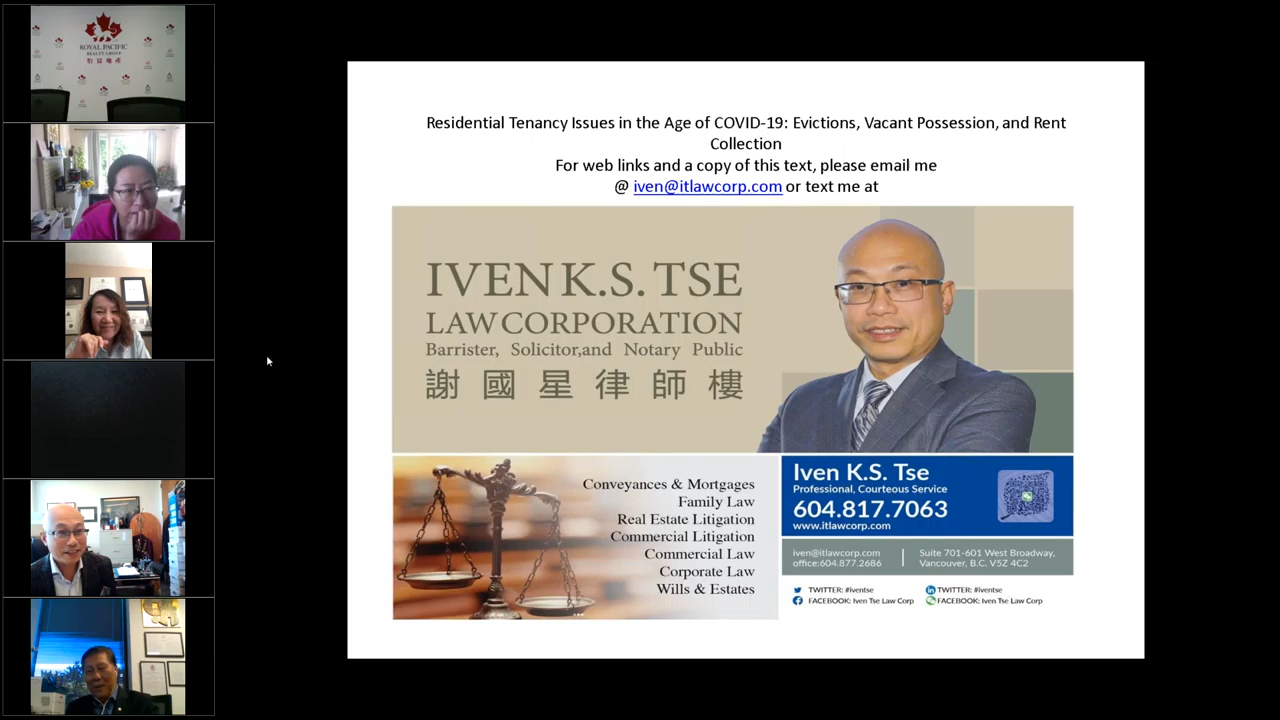 ROYAL PACIFIC
REALTY GROUP
Residential Tenancy Issues in the Age of COVID-19: Evictions, Vacant Possession, and Rent
Collection
For web links and a copy of this text, please email me
@ iven@itlawcorp.com or text me at
IVEN K.S. TSE
LAW CORPORATION
Barrister, Solicitor,and Notary Public
謝國星律師樓
Conveyances & Mortgages
Family Law
Real Estate Litigation
Commercial Litigation
Commercial Law
Corporate Law
Wills & Estates
Iven K.S. Tse
Professional, Courteous Service
604.817.7063
www.itlawcorp.com
iven@itlawcorp.com
office:604.877.2686
Suite 701-601 West Broadway,
Vancouver, B.C. V5Z 4C2
TWITTER: #iventse
TWITTER: #iventse
FACEBOOK: Iven Tse Law Corp
FACEBOOK: Iven Tse Law Corp